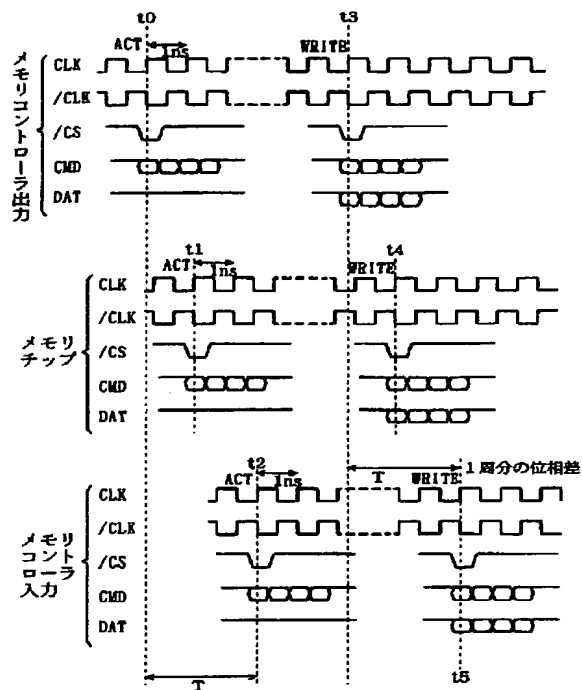 t0
t3
ACT
1ns
WRITE
メモリコントローラ出力
CLK
/CLK
/CS
CMD
DAT
t1
t4
ACT
1ns
WRITE
メモリ
チップ
CLK
/CLK
/CS
CMD
DAT
t2
1周分の位相差
ACT
1ns
T
WRITE
メモリ
コントローラ
入力
CLK
/CLK
/CS
CMD
DAT
T
t5